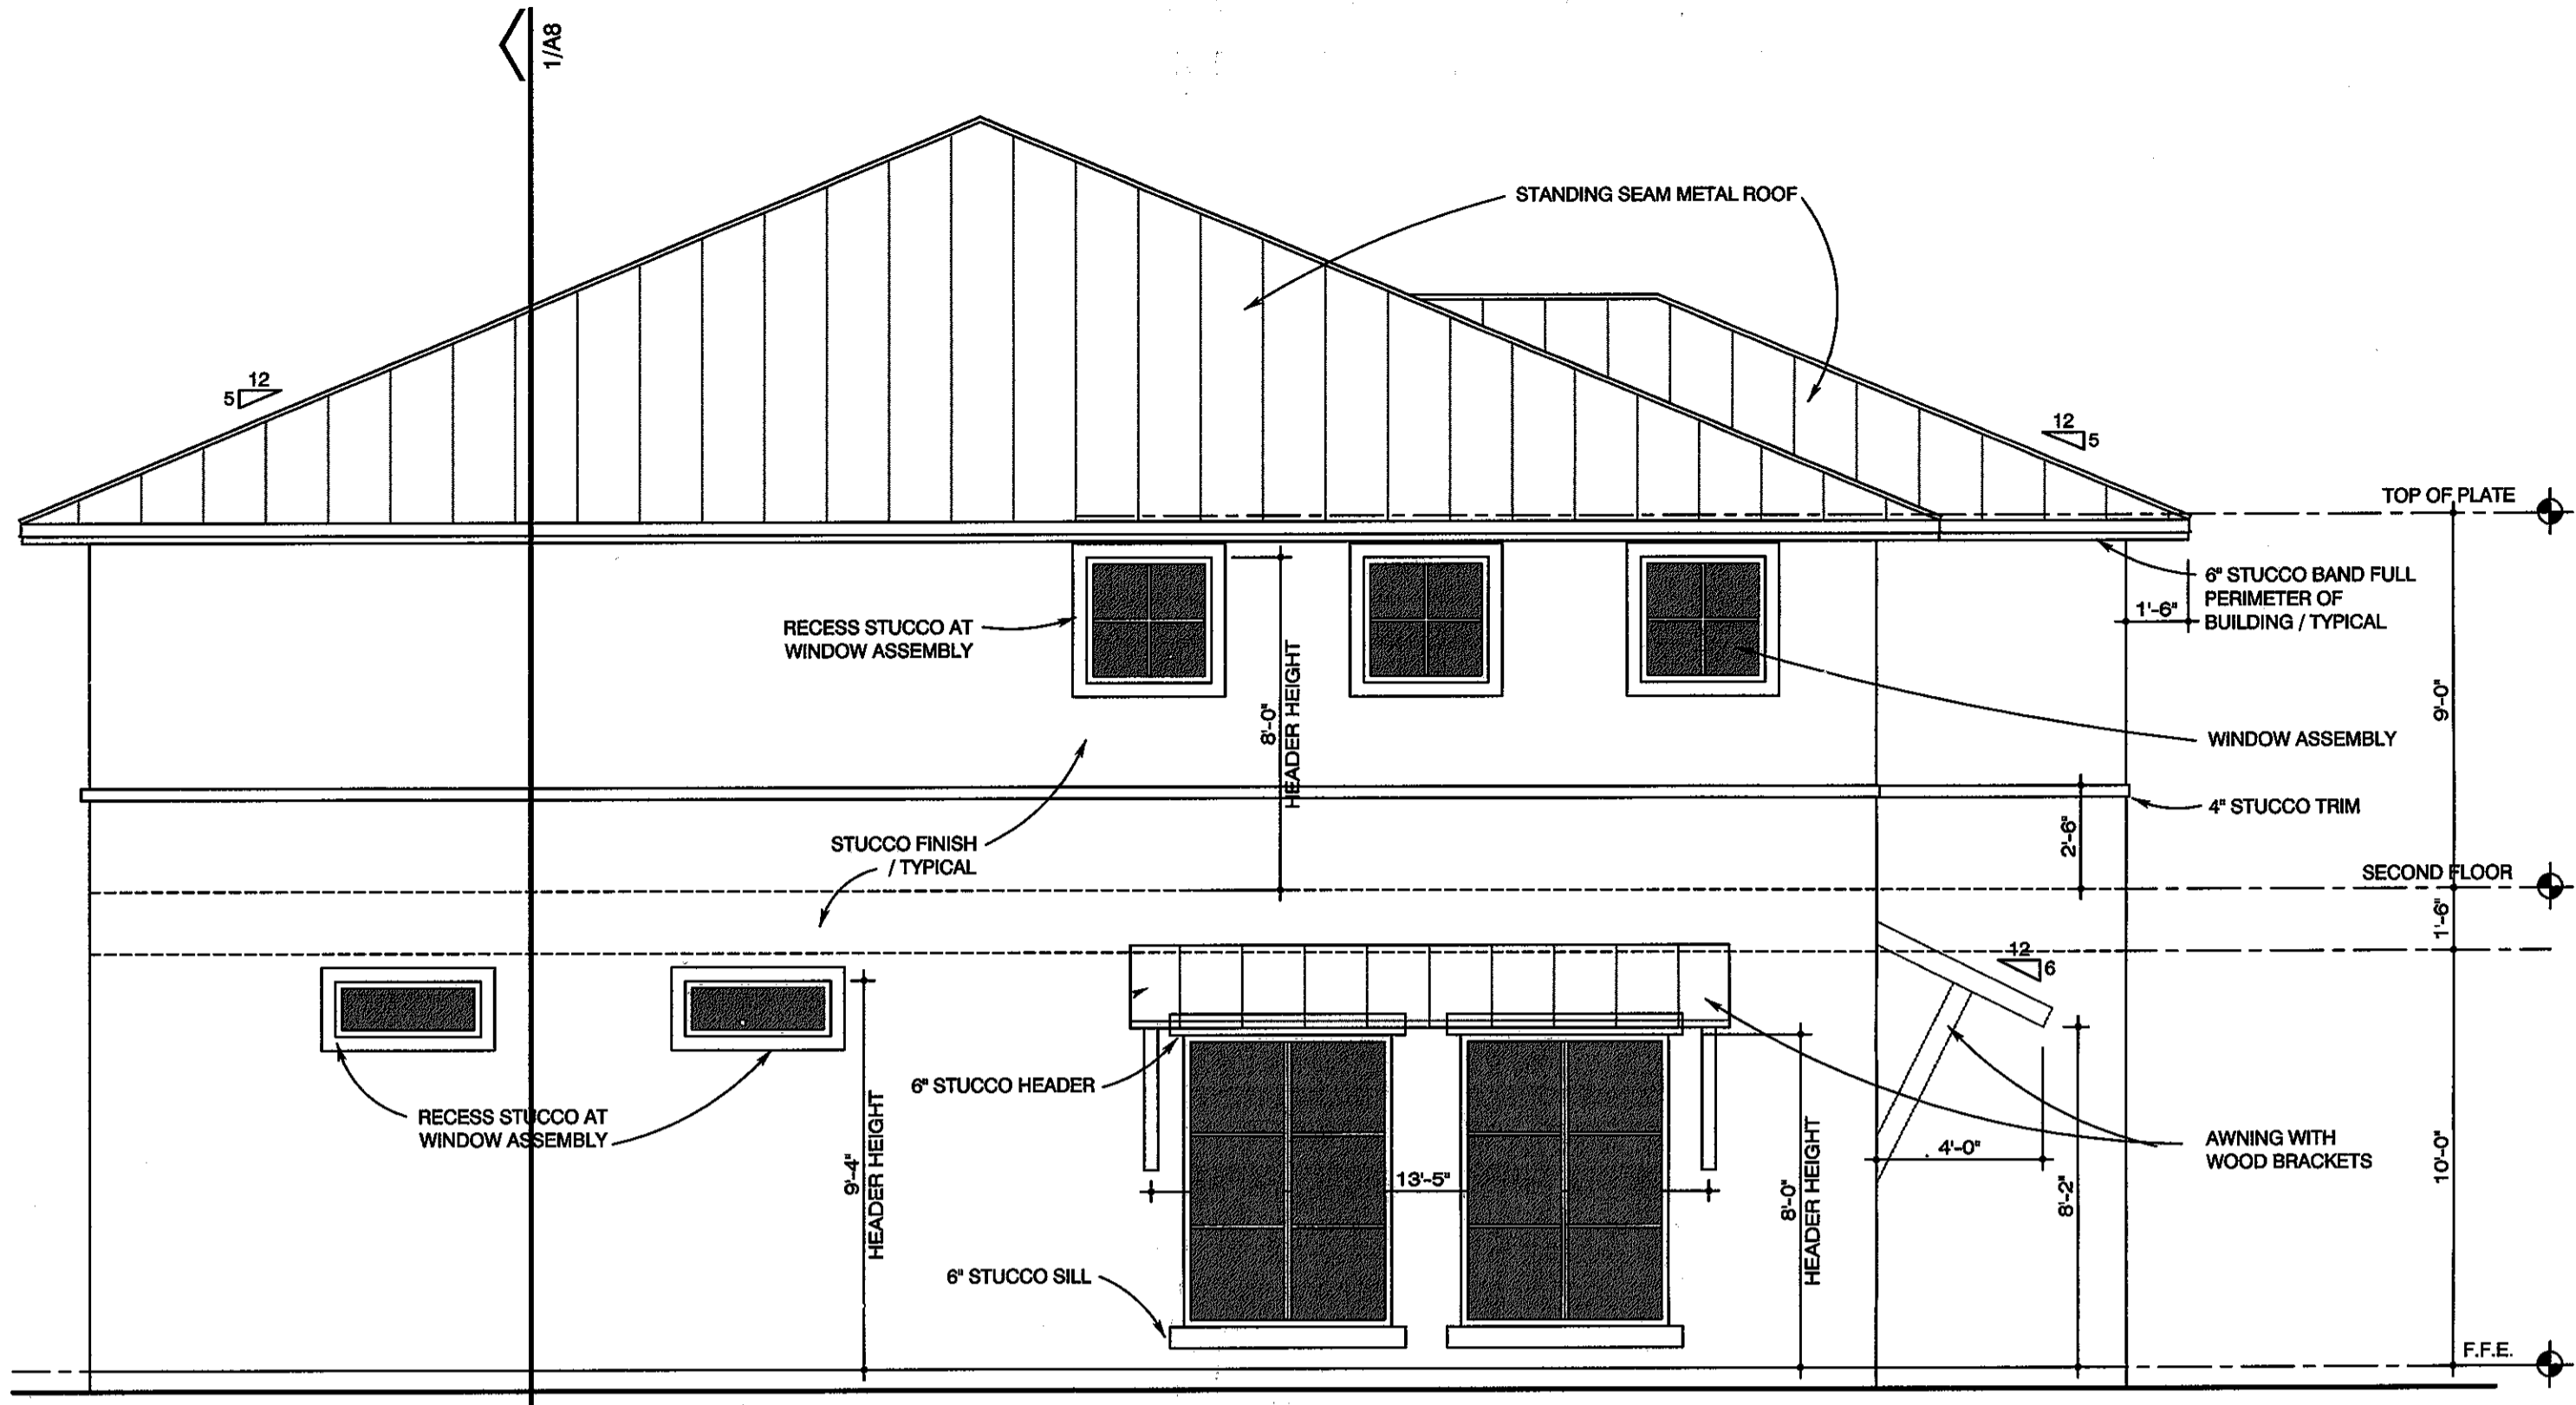 1/A8
STANDING SEAM METAL ROOF
12
5
12
5
TOP OF PLATE
6" STUCCO BAND FULL
PERIMETER OF
BUILDING / TYPICAL
1'-6"
RECESS STUCCO AT
WINDOW ASSEMBLY
8'-0"
HEADER HEIGHT
9'-0"
WINDOW ASSEMBLY
4" STUCCO TRIM
2'-6"
STUCCO FINISH
/ TYPICAL
SECOND FLOOR
1'-6"
12
6
6" STUCCO HEADER
RECESS STUCCO AT
WINDOW ASSEMBLY
9'-4"
HEADER HEIGHT
13'-5"
8'-0"
HEADER HEIGHT
4'-0"
8'-2"
AWNING WITH
WOOD BRACKETS
10'-0"
6" STUCCO SILL
F.F.E.